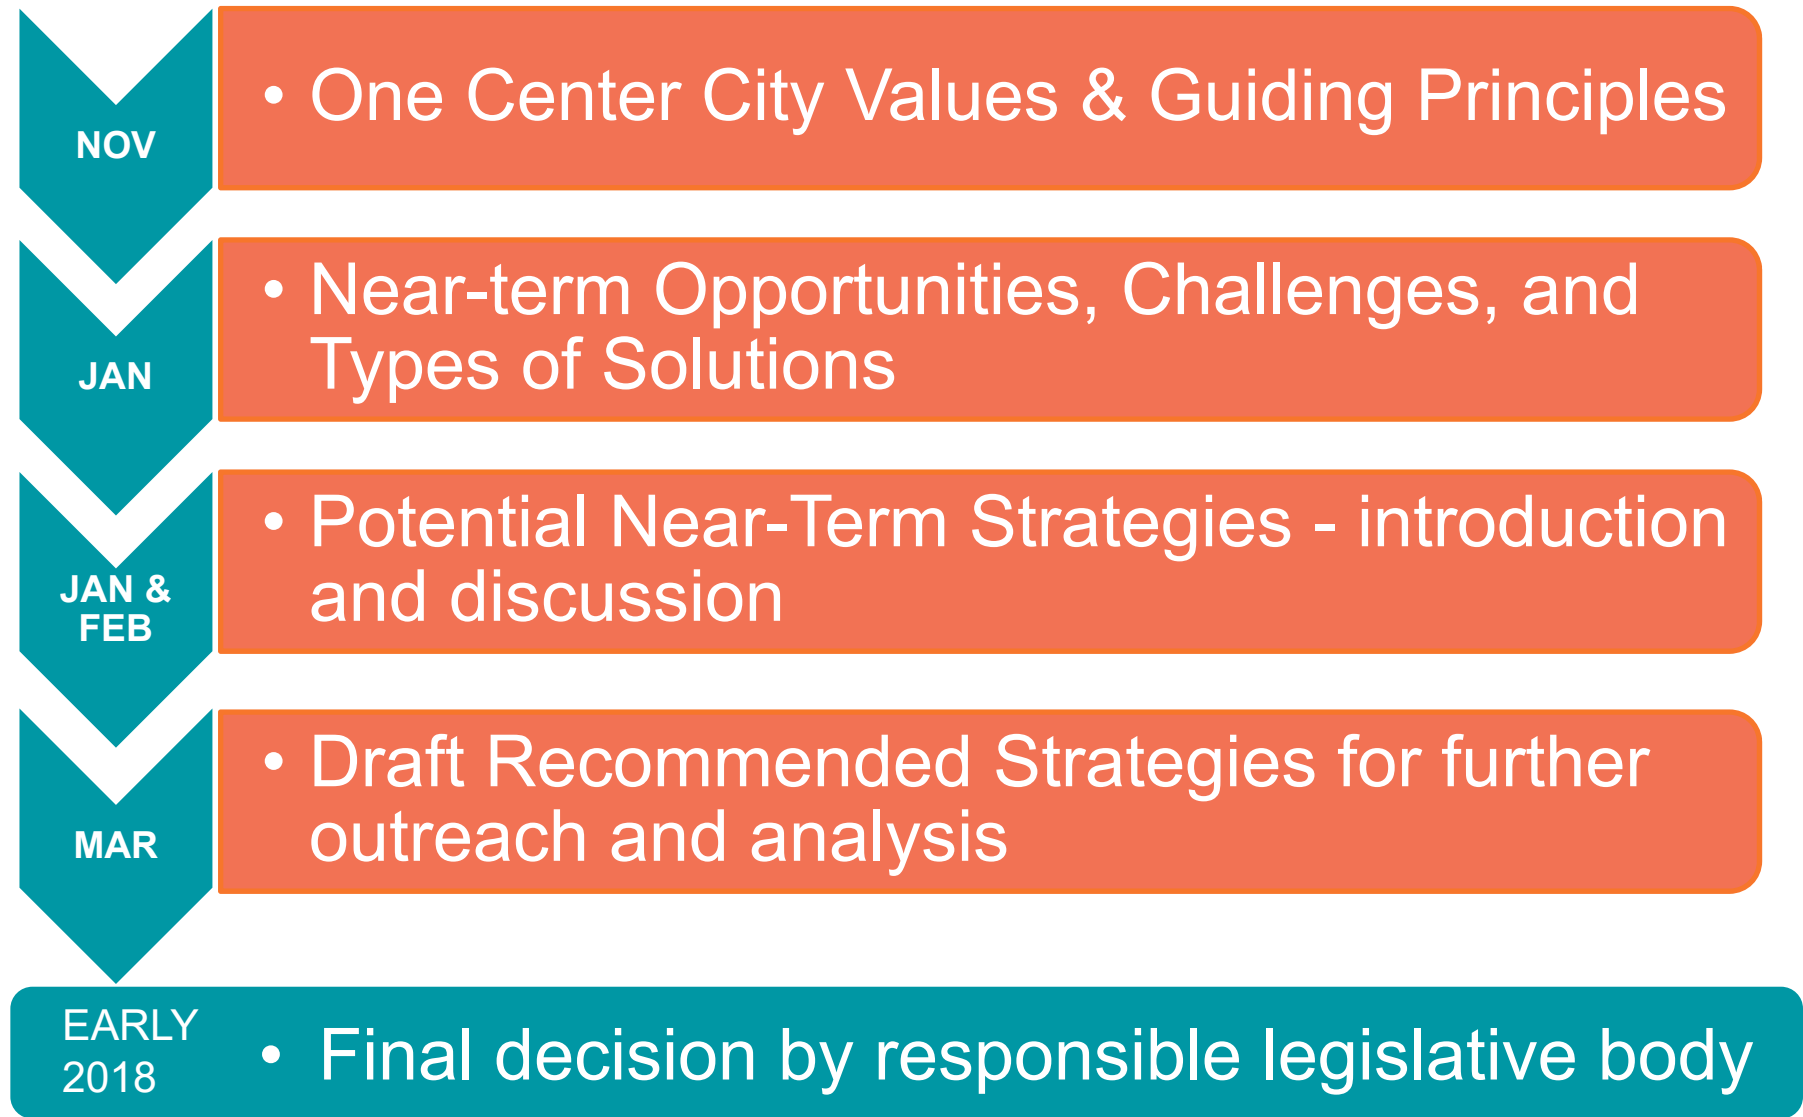 NOV
• One Center City Values & Guiding Principles
JAN
• Near-term Opportunities, Challenges, and
Types of Solutions
JAN &
FEB
• Potential Near-Term Strategies - introduction
and discussion
MAR
• Draft Recommended Strategies for further
outreach and analysis
EARLY
2018
• Final decision by responsible legislative body